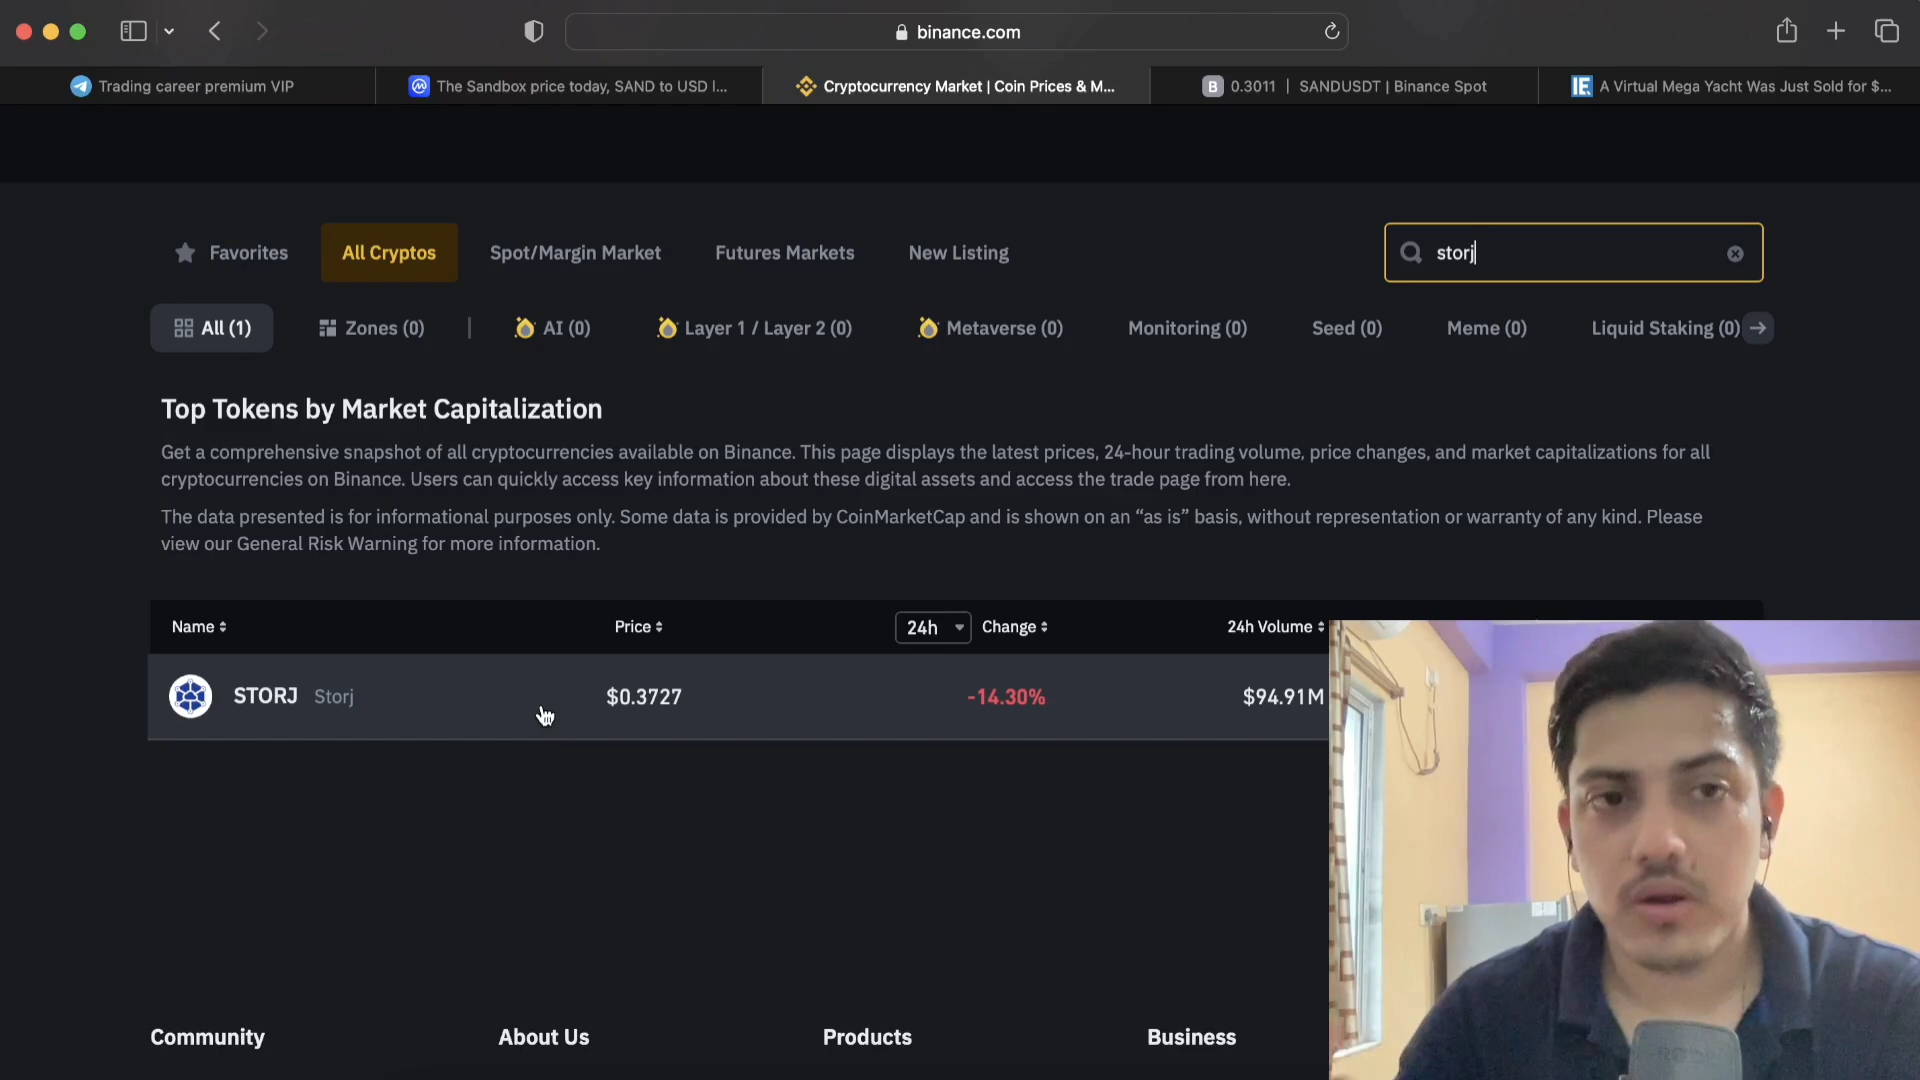 binance.com
Trading career premium VIP
The Sandbox price today, SAND to USD l...
Cryptocurrency Market | Coin Prices & M...
B 0.3011 | SANDUSDT | Binance Spot
IE A Virtual Mega Yacht Was Just Sold for $...
Favorites
All Cryptos
Spot/Margin Market
Futures Markets
New Listing
storj
All (1)
Zones (0)
AI (0)
Layer 1 / Layer 2 (0)
Metaverse (0)
Monitoring (0)
Seed (0)
Meme (0)
Liquid Staking (0)
Top Tokens by Market Capitalization
Get a comprehensive snapshot of all cryptocurrencies available on Binance. This page displays the latest prices, 24-hour trading volume, price changes, and market capitalizations for all
cryptocurrencies on Binance. Users can quickly access key information about these digital assets and access the trade page from here.
The data presented is for informational purposes only. Some data is provided by CoinMarketCap and is shown on an “as is” basis, without representation or warranty of any kind. Please
view our General Risk Warning for more information.
Name
Price
24h
Change
24h Volume
STORJ Storj
$0.3727
-14.30%
$94.91M
Community
About Us
Products
Business